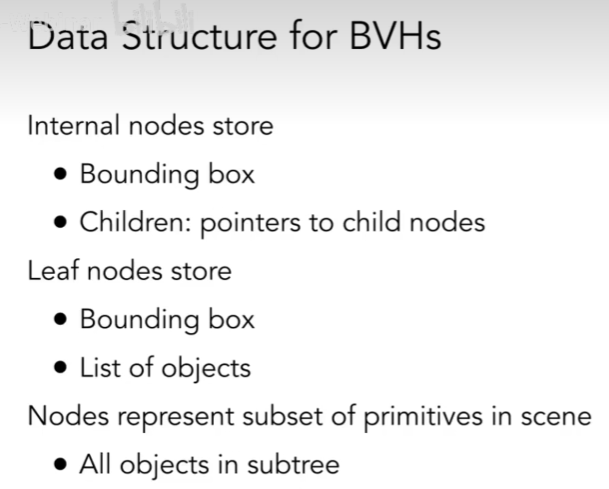 Data Structure for BVHs
Internal nodes store
• Bounding box
• Children: pointers to child nodes
Leaf nodes store
• Bounding box
• List of objects
Nodes represent subset of primitives in scene
• All objects in subtree